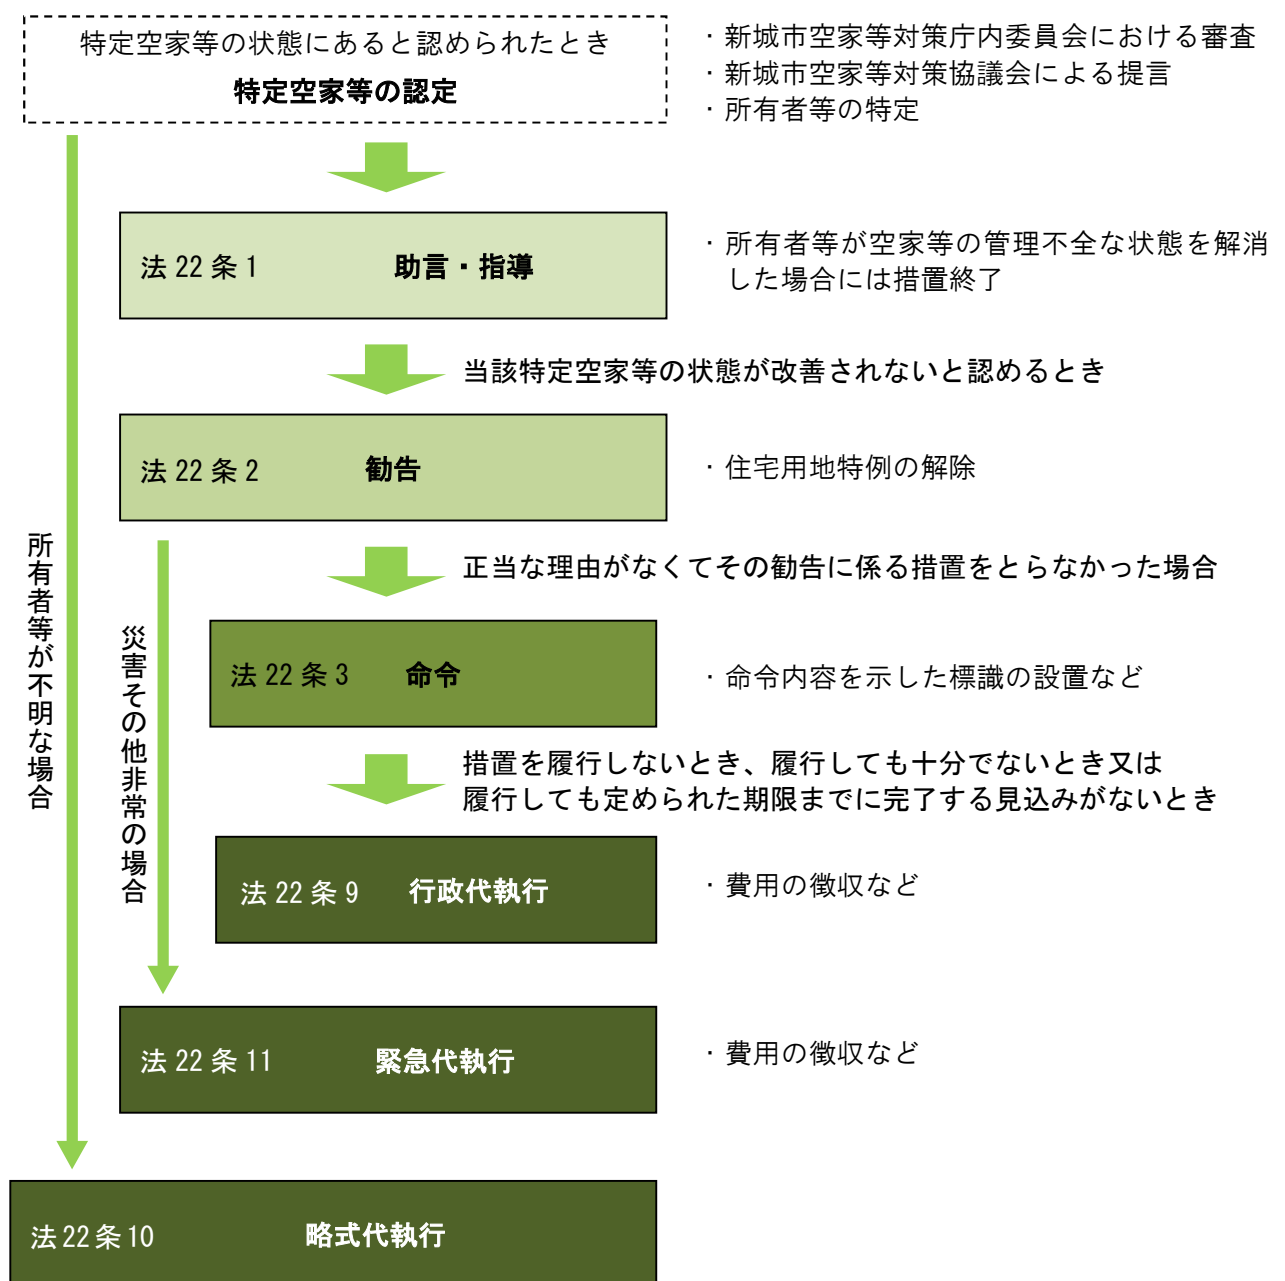 特定空家等の状態にあると認められたとき
特定空家等の認定
・新城市空家等対策庁内委員会における審査
・新城市空家等対策協議会による提言
・所有者等の特定
法 22 条 1 助言・指導
・所有者等が空家等の管理不全な状態を解消
した場合には措置終了
当該特定空家等の状態が改善されないと認めるとき
法 22 条 2 勧告
・住宅用地特例の解除
正当な理由がなくてその勧告に係る措置をとらなかった場合
法 22 条 3 命令
・命令内容を示した標識の設置など
措置を履行しないとき、履行しても十分でないとき又は
履行しても定められた期限までに完了する見込みがないとき
法 22 条 9 行政代執行
・費用の徴収など
災害その他非常の場合
法 22 条 11 緊急代執行
・費用の徴収など
所有者等が不明な場合
法 22 条 10 略式代執行